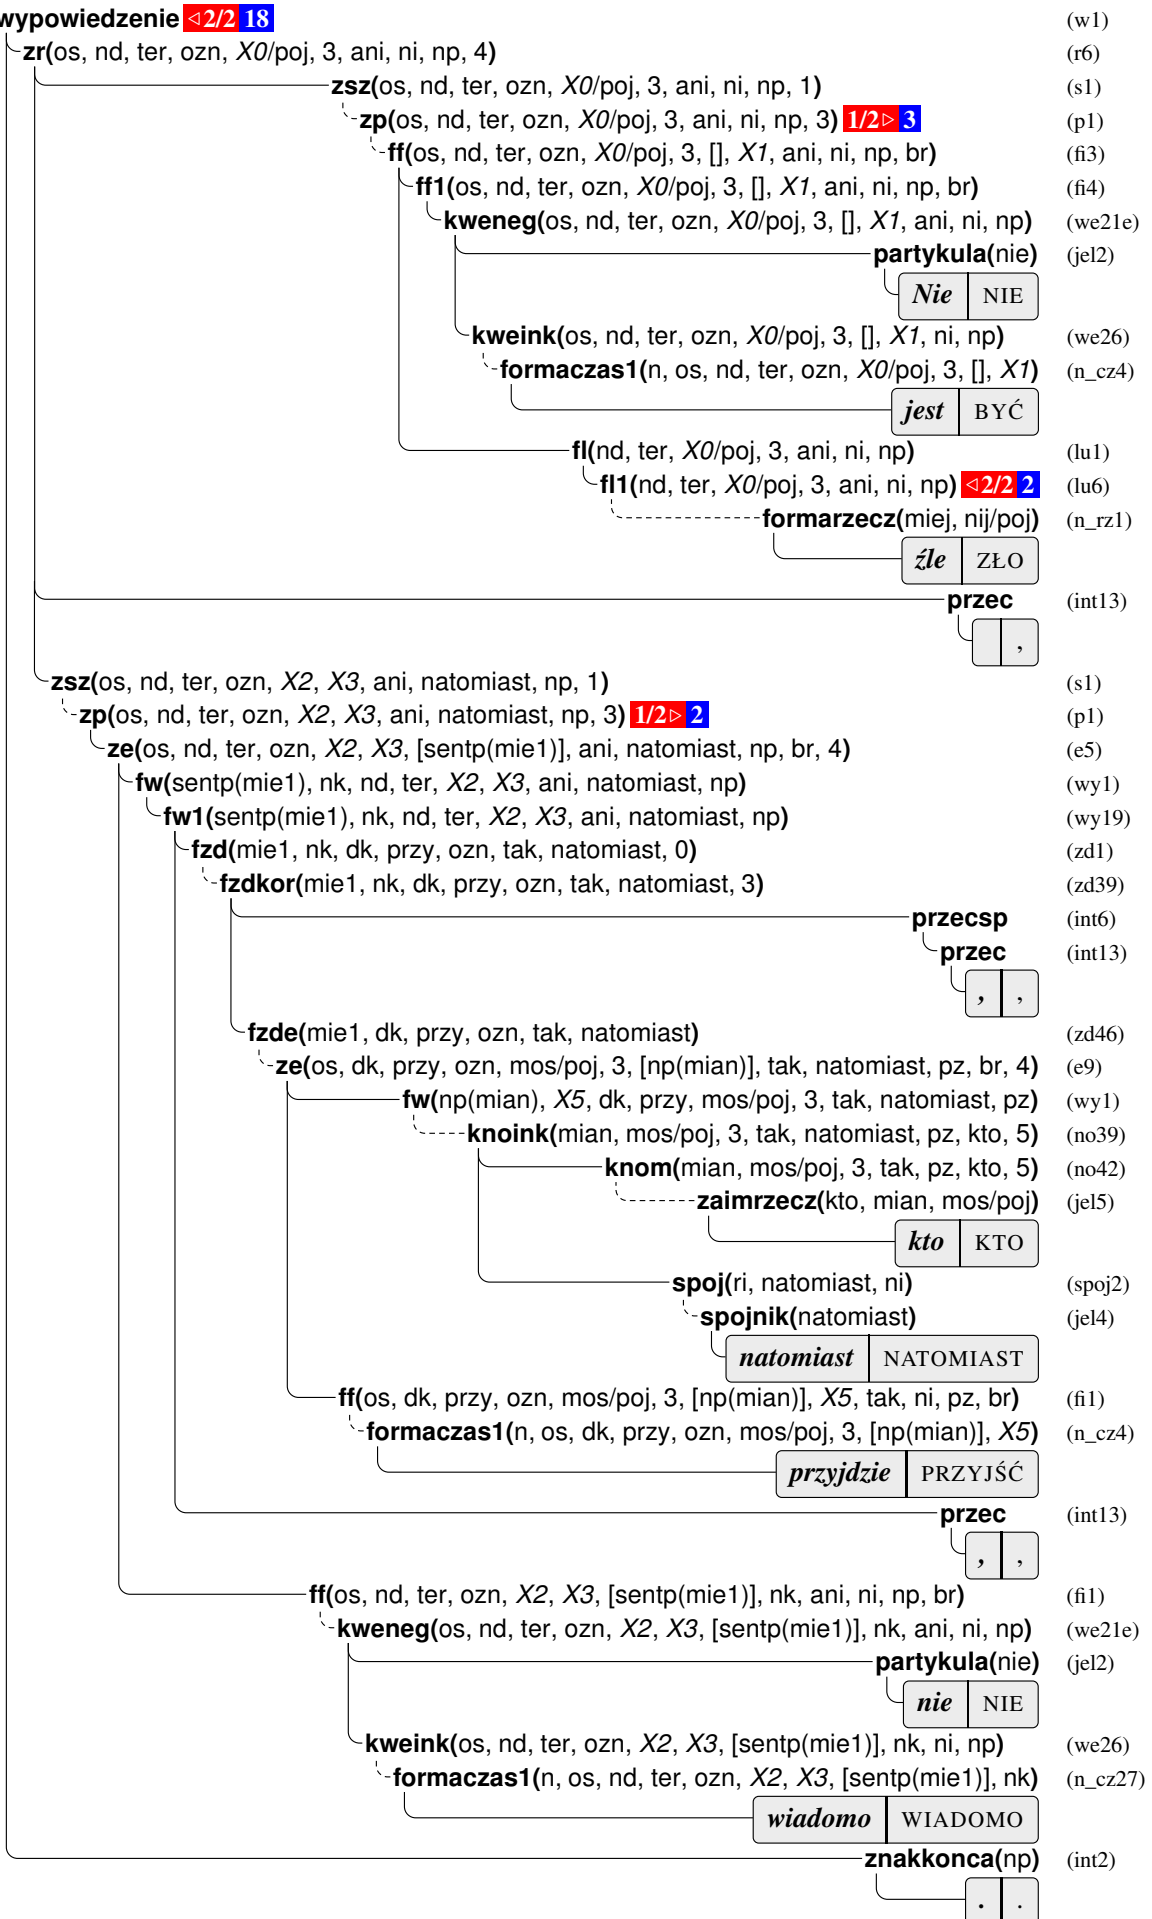 wypowiedzenie ◁2/2 18 (w1)
zr(os, nd, ter, ozn, X0/poj, 3, ani, ni, np, 4) (r6)
zsz(os, nd, ter, ozn, X0/poj, 3, ani, ni, np, 1) (s1)
zp(os, nd, ter, ozn, X0/poj, 3, ani, ni, np, 3) 1/2▷ 3 (p1)
ff(os, nd, ter, ozn, X0/poj, 3, [], X1, ani, ni, np, br) (fi3)
ff1(os, nd, ter, ozn, X0/poj, 3, [], X1, ani, ni, np, br) (fi4)
kweneg(os, nd, ter, ozn, X0/poj, 3, [], X1, ani, ni, np) (we21e)
partykula(nie) (jel2)
Nie NIE
kweink(os, nd, ter, ozn, X0/poj, 3, [], X1, ni, np) (we26)
formaczas1(n, os, nd, ter, ozn, X0/poj, 3, [], X1) (n_cz4)
jest BYĆ
fl(nd, ter, X0/poj, 3, ani, ni, np) (lu1)
fl1(nd, ter, X0/poj, 3, ani, ni, np) ◁2/2 2 (lu6)
formarzecz(miej, nij/poj) (n_rz1)
źle ZŁO
przec (int13)
,
zsz(os, nd, ter, ozn, X2, X3, ani, natomiast, np, 1) (s1)
zp(os, nd, ter, ozn, X2, X3, ani, natomiast, np, 3) 1/2▷ 2 (p1)
ze(os, nd, ter, ozn, X2, X3, [sentp(mie1)], ani, natomiast, np, br, 4) (e5)
fw(sentp(mie1), nk, nd, ter, X2, X3, ani, natomiast, np) (wy1)
fw1(sentp(mie1), nk, nd, ter, X2, X3, ani, natomiast, np) (wy19)
fzd(mie1, nk, dk, przy, ozn, tak, natomiast, 0) (zd1)
fzdkor(mie1, nk, dk, przy, ozn, tak, natomiast, 3) (zd39)
przecsp (int6)
przec (int13)
, ,
fzde(mie1, dk, przy, ozn, tak, natomiast) (zd46)
ze(os, dk, przy, ozn, mos/poj, 3, [np(mian)], tak, natomiast, pz, br, 4) (e9)
fw(np(mian), X5, dk, przy, mos/poj, 3, tak, natomiast, pz) (wy1)
knoink(mian, mos/poj, 3, tak, natomiast, pz, kto, 5) (no39)
knom(mian, mos/poj, 3, tak, pz, kto, 5) (no42)
zaimrzecz(kto, mian, mos/poj) (jel5)
kto KTO
spoj(ri, natomiast, ni) (spoj2)
spojnik(natomiast) (jel4)
natomiast NATOMIAST
ff(os, dk, przy, ozn, mos/poj, 3, [np(mian)], X5, tak, ni, pz, br) (fi1)
formaczas1(n, os, dk, przy, ozn, mos/poj, 3, [np(mian)], X5) (n_cz4)
przyjdzie PRZYJŚĆ
przec (int13)
, ,
ff(os, nd, ter, ozn, X2, X3, [sentp(mie1)], nk, ani, ni, np, br) (fi1)
kweneg(os, nd, ter, ozn, X2, X3, [sentp(mie1)], nk, ani, ni, np) (we21e)
partykula(nie) (jel2)
nie NIE
kweink(os, nd, ter, ozn, X2, X3, [sentp(mie1)], nk, ni, np) (we26)
formaczas1(n, os, nd, ter, ozn, X2, X3, [sentp(mie1)], nk) (n_cz27)
wiadomo WIADOMO
znakkonca(np) (int2)
. .